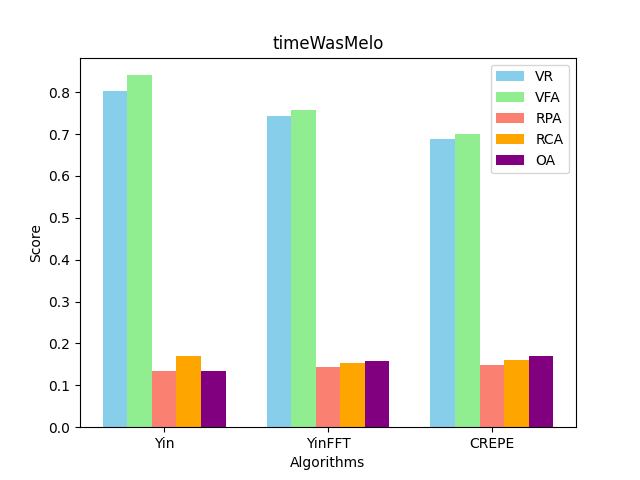 timeWasMelo
VR
VFA
RPA
RCA
OA
Score
0.8
0.7
0.6
0.5
0.4
0.3
0.2
0.1
0.0
Yin YinFFT CREPE
Algorithms